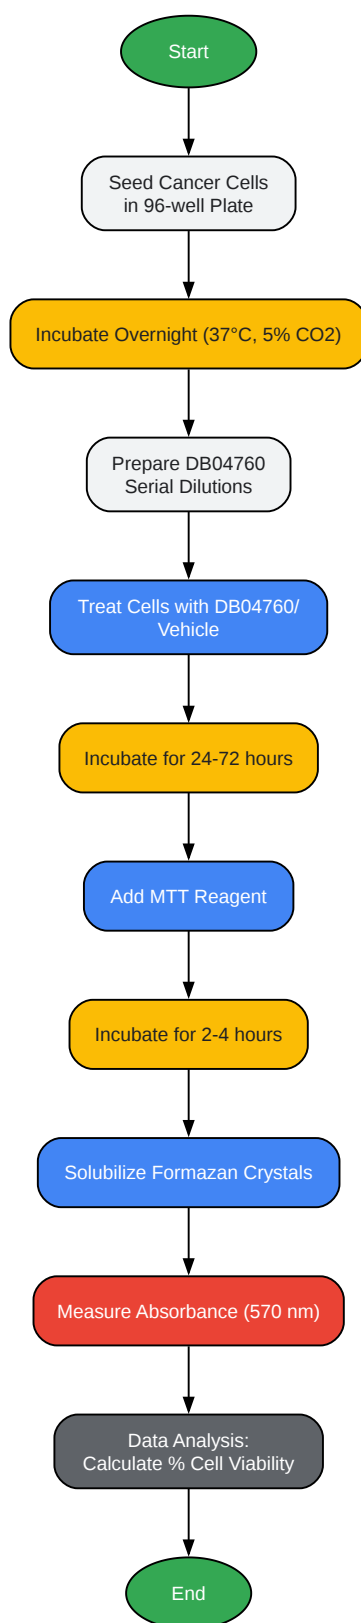 Start
Seed Cancer Cells
in 96-well Plate
Incubate Overnight (37°C, 5% CO2)
Prepare DB04760
Serial Dilutions
Treat Cells with DB04760/
Vehicle
Incubate for 24-72 hours
Add MTT Reagent
Incubate for 2-4 hours
Solubilize Formazan Crystals
Measure Absorbance (570 nm)
Data Analysis:
Calculate % Cell Viability
End